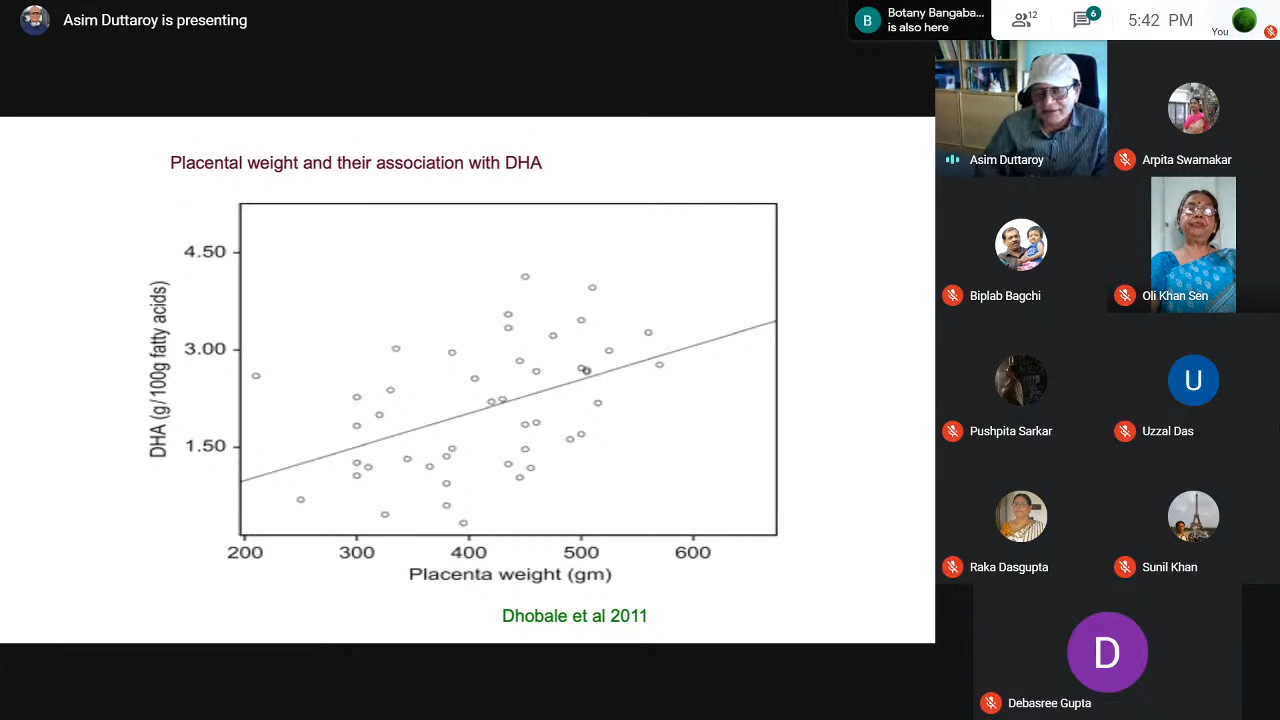 Asim Duttaroy is presenting
B
Botany Bangaba...
is also here
12
6
5:42 PM
You
Placental weight and their association with DHA
DHA (g/100g fatty acids)
4.50
3.00
1.50
200 300 400 500 600
Placenta weight (gm)
Dhobale et al 2011
Asim Duttaroy
Arpita Swarnakar
Biplab Bagchi
Oli Khan Sen
U
Pushpita Sarkar
Uzzal Das
Raka Dasgupta
Sunil Khan
D
Debasree Gupta